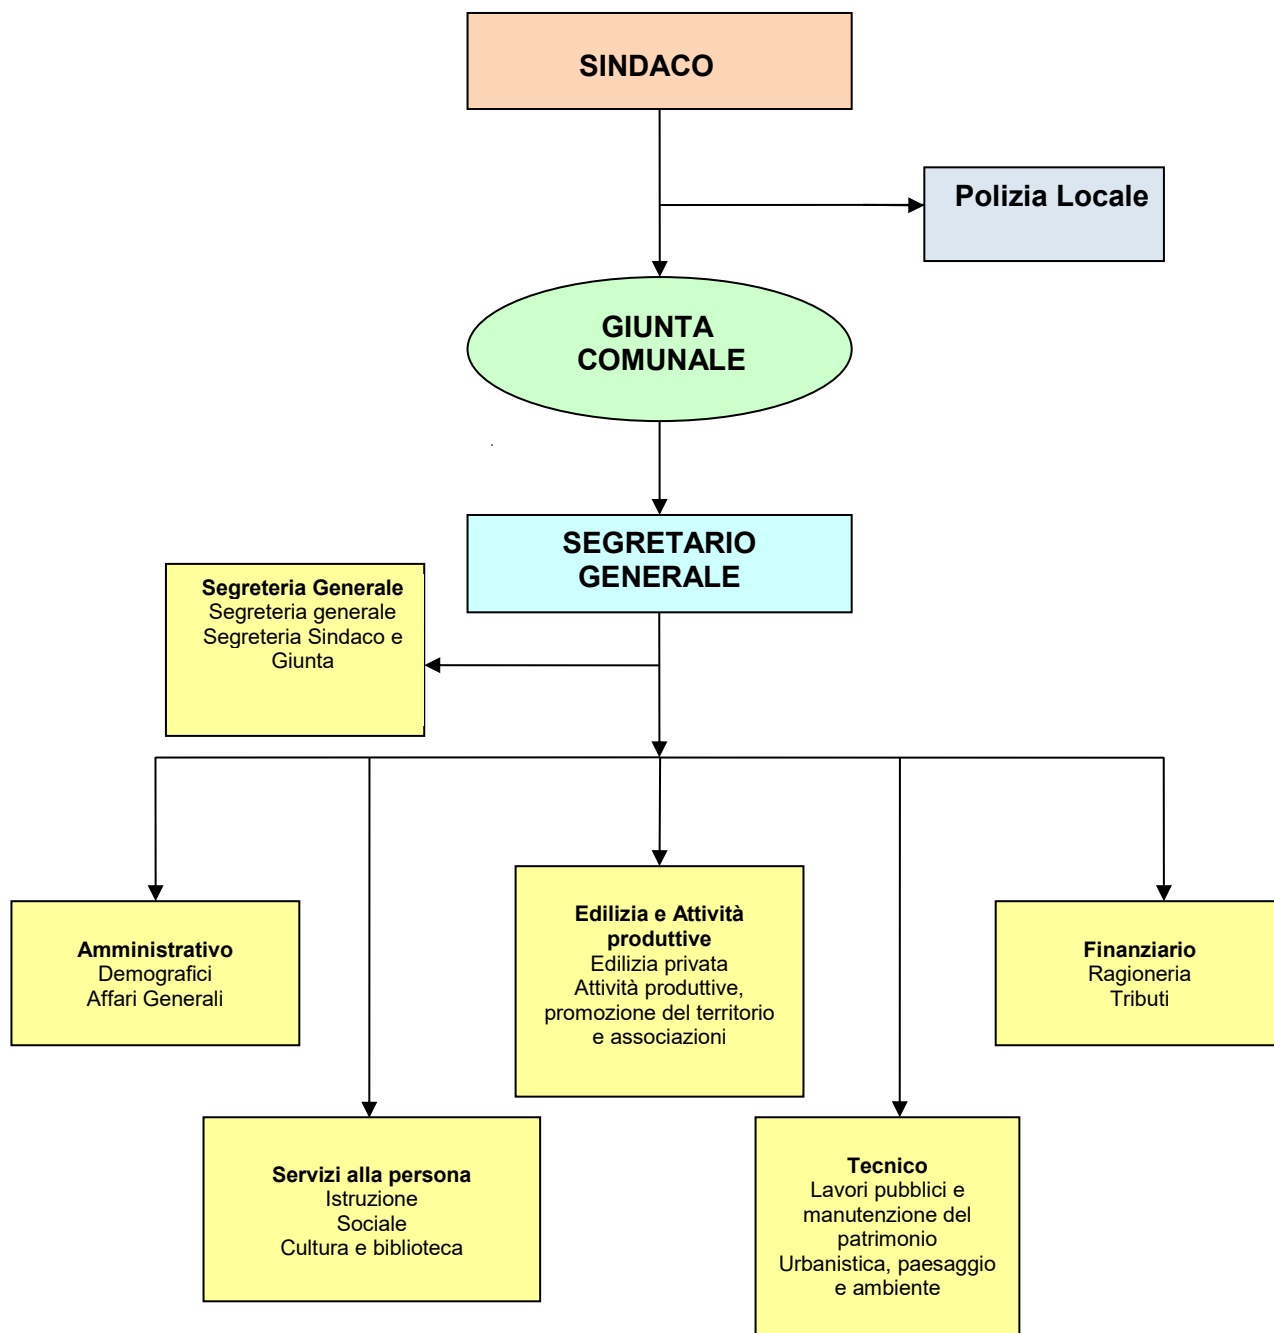 SINDACO
Polizia Locale
GIUNTA
COMUNALE
SEGRETARIO
GENERALE
Segreteria Generale
Segreteria generale
Segreteria Sindaco e
Giunta
Amministrativo
Demografici
Affari Generali
Edilizia e Attività
produttive
Edilizia privata
Attività produttive,
promozione del territorio
e associazioni
Finanziario
Ragioneria
Tributi
Servizi alla persona
Istruzione
Sociale
Cultura e biblioteca
Tecnico
Lavori pubblici e
manutenzione del
patrimonio
Urbanistica, paesaggio
e ambiente